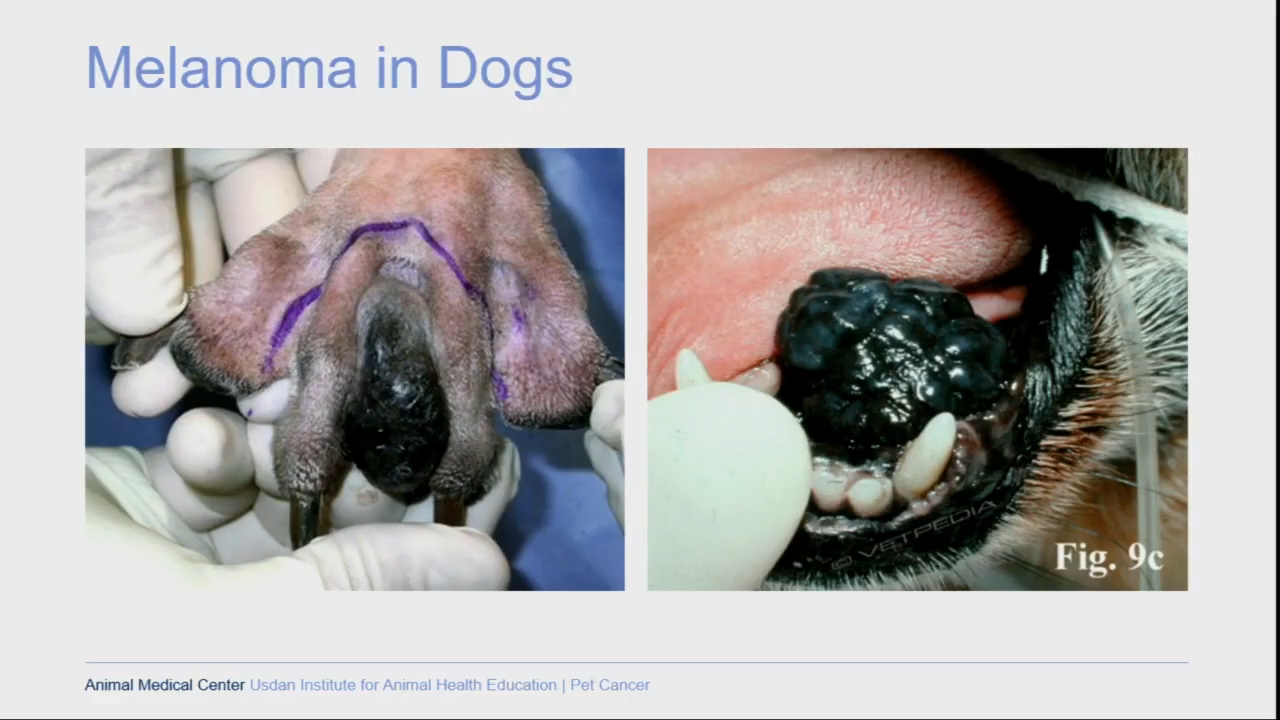 Melanoma in Dogs
© VETPEDIA
Fig. 9c
Animal Medical Center Usdan Institute for Animal Health Education | Pet Cancer